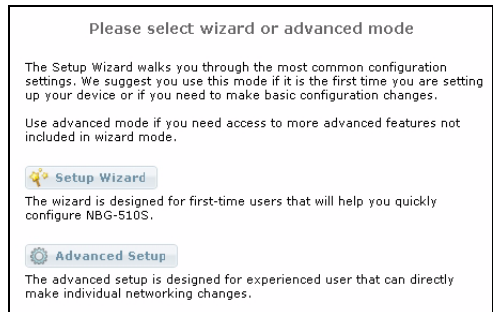 Please select wizard or advanced mode
The Setup Wizard walks you through the most common configuration
settings. We suggest you use this mode if it is the first time you are setting
up your device or if you need to make basic configuration changes.
Use advanced mode if you need access to more advanced features not
included in wizard mode.
Setup Wizard
The wizard is designed for first-time users that will help you quickly
configure NBG-510S.
Advanced Setup
The advanced setup is designed for experienced user that can directly
make individual networking changes.